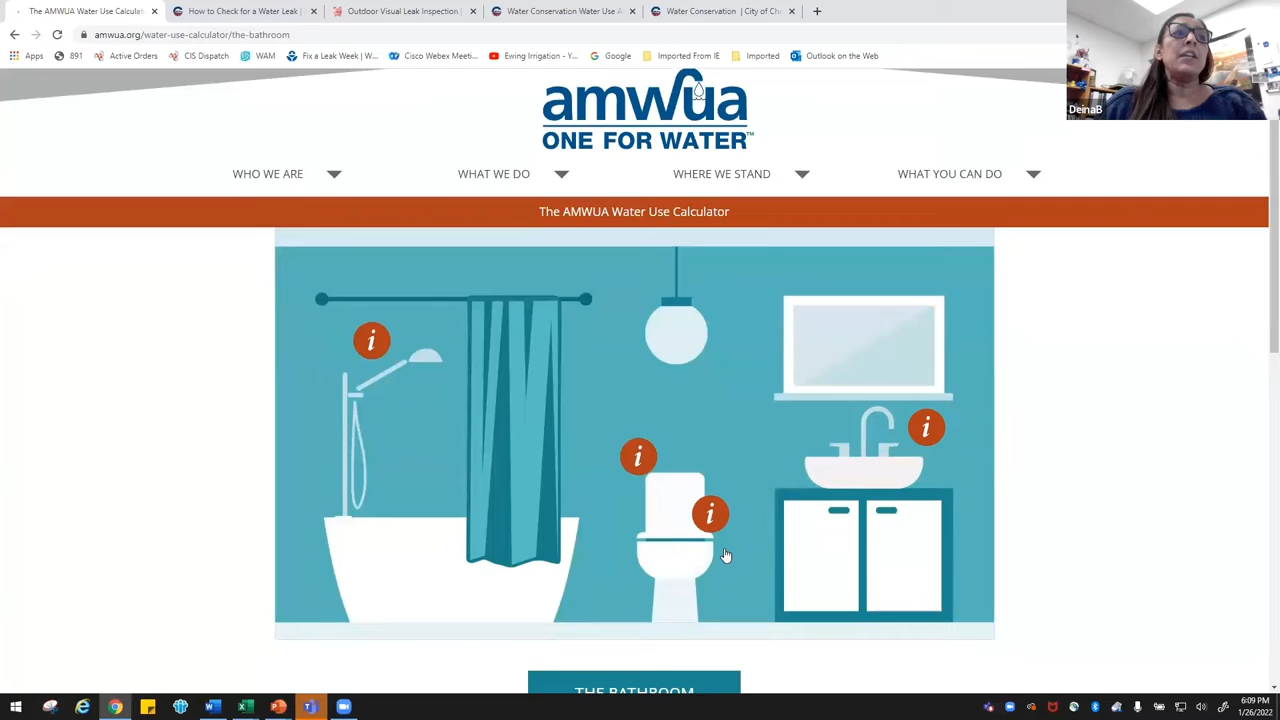 The AMWUA Water Use Calculat
How to Check for a Water Leak |
Outdoor Visual Leak Inspection |
Water Conservation Water Use A
Water Conservation | City of Ch
amwua.org/water-use-calculator/the-bathroom
Apps
891
Active Orders
CIS Dispatch
WAM
Fix a Leak Week | W...
Cisco Webex Meeti...
Ewing Irrigation - Y...
Google
Imported From IE
Imported
Outlook on the Web
DeinaB
amwua
ONE FOR WATER™
WHO WE ARE
WHAT WE DO
WHERE WE STAND
WHAT YOU CAN DO
The AMWUA Water Use Calculator
i
i
i
i
THE BATHROOM
6:09 PM
1/26/2022